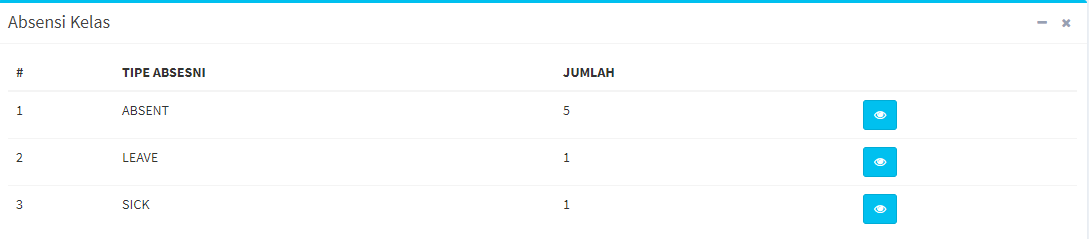 Absensi Kelas
# TIPE ABSESNI JUMLAH
1 ABSENT 5
2 LEAVE 1
3 SICK 1